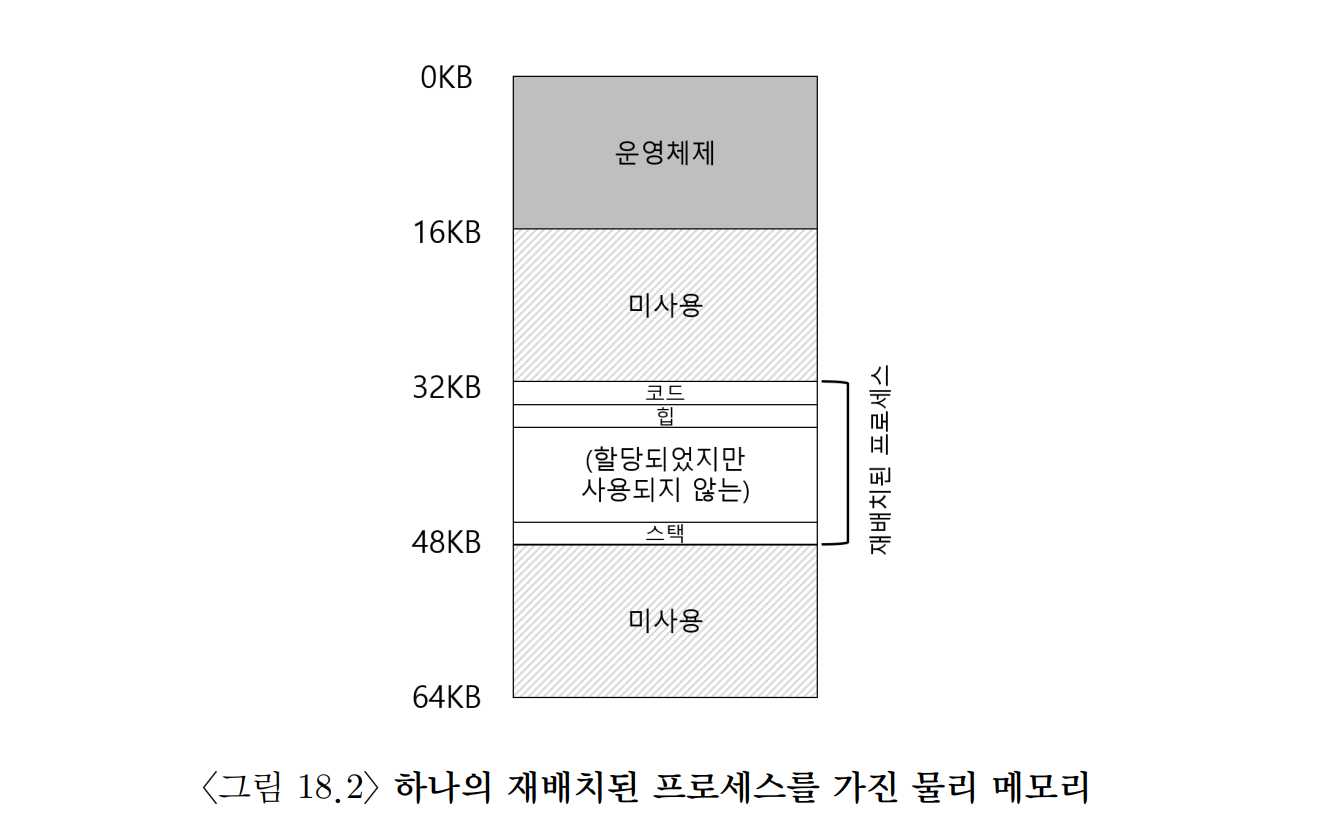 0KB
운영체제
16KB
미사용
32KB
코드
힙
(할당되었지만
사용되지 않는)
스택
48KB
재배치된 프로세스
미사용
64KB
〈그림 18.2〉 하나의 재배치된 프로세스를 가진 물리 메모리